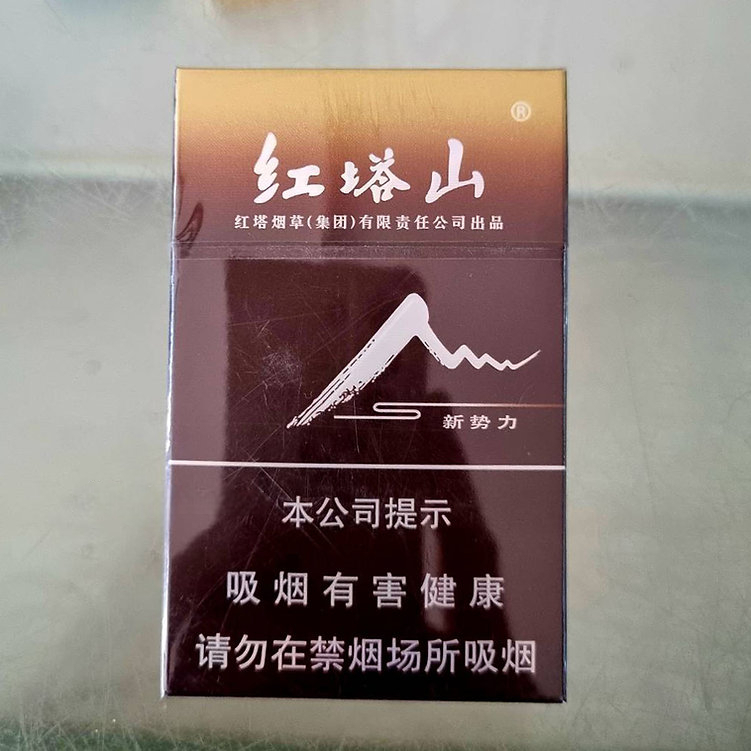 ®
红塔山
红塔烟草(集团)有限责任公司出品
新势力
本公司提示
吸烟有害健康
请勿在禁烟场所吸烟